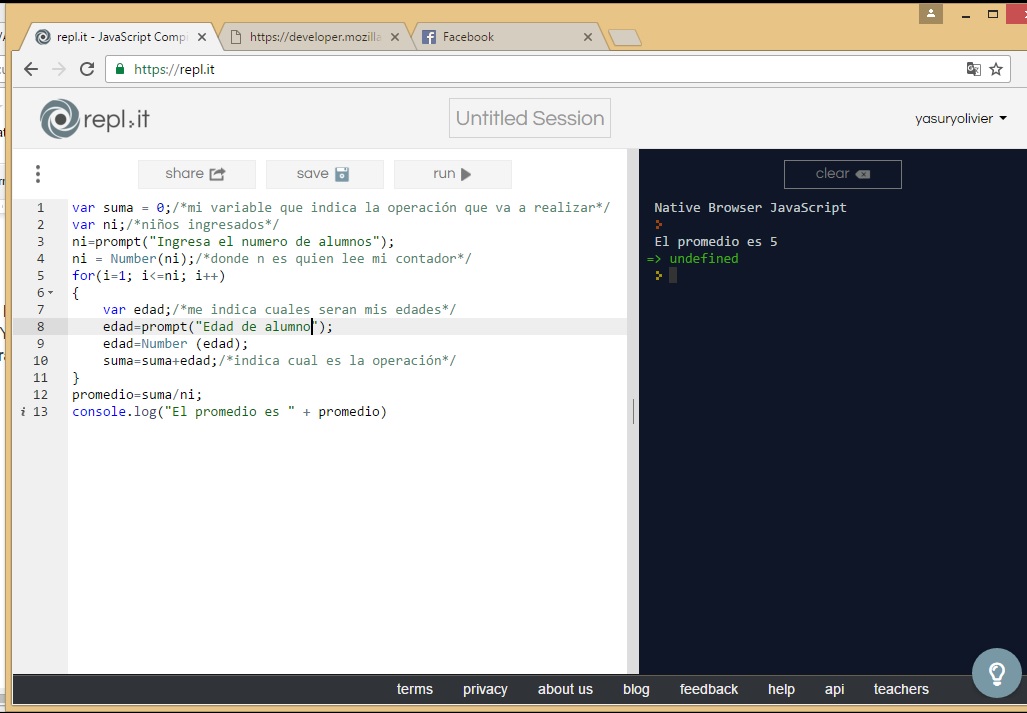 repl.it - JavaScript Compi
https://developer.mozilla
Facebook
https://repl.it
repl.it
Untitled Session
yasuryolivier
share
save
run
clear
1 var suma = 0;/*mi variable que indica la operación que va a realizar*/
2 var ni;/*niños ingresados*/
3 ni=prompt("Ingresa el numero de alumnos");
4 ni = Number(ni);/*donde n es quien lee mi contador*/
5 for(i=1; i<=ni; i++)
6 {
7 var edad;/*me indica cuales seran mis edades*/
8 edad=prompt("Edad de alumno");
9 edad=Number (edad);
10 suma=suma+edad;/*indica cual es la operación*/
11 }
12 promedio=suma/ni;
i 13 console.log("El promedio es " + promedio)
Native Browser JavaScript
El promedio es 5
=> undefined
terms privacy about us blog feedback help api teachers